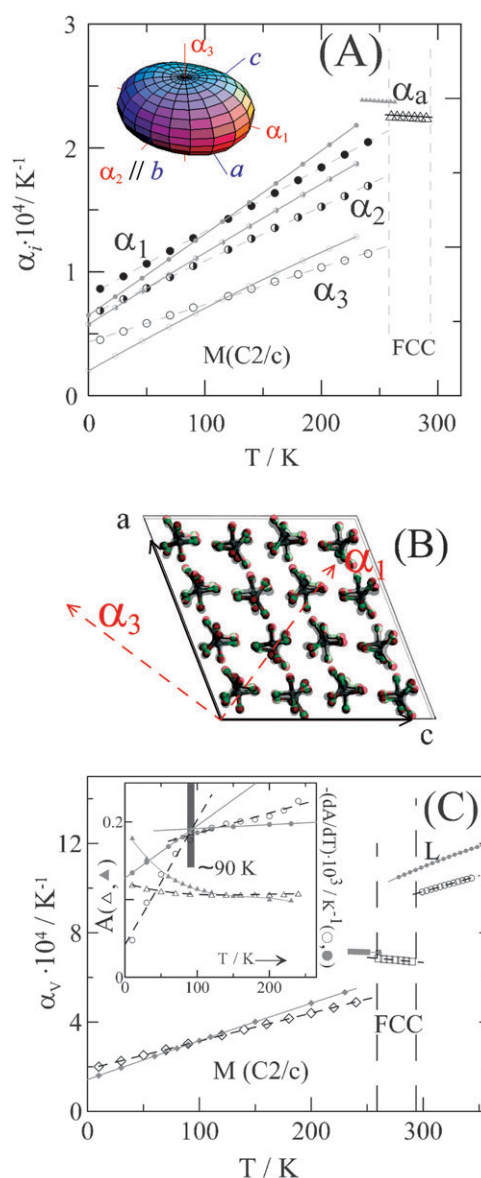 (A)
α3
c
α1
α2 // b
a
αi·10⁴/ K⁻¹
3
2
1
0
αa
α1
α2
α3
M(C2/c)
FCC
0
100
200
300
T / K
(B)
a
α1
α3
c
(C)
αV ·10⁴ / K⁻¹
12
8
4
0
0.2
A(△,▲)
-(dA/dT)·10³ / K⁻¹(○,●)
~90 K
T / K
0
0
100
200
L
FCC
M (C2/c)
0
100
200
300
T / K